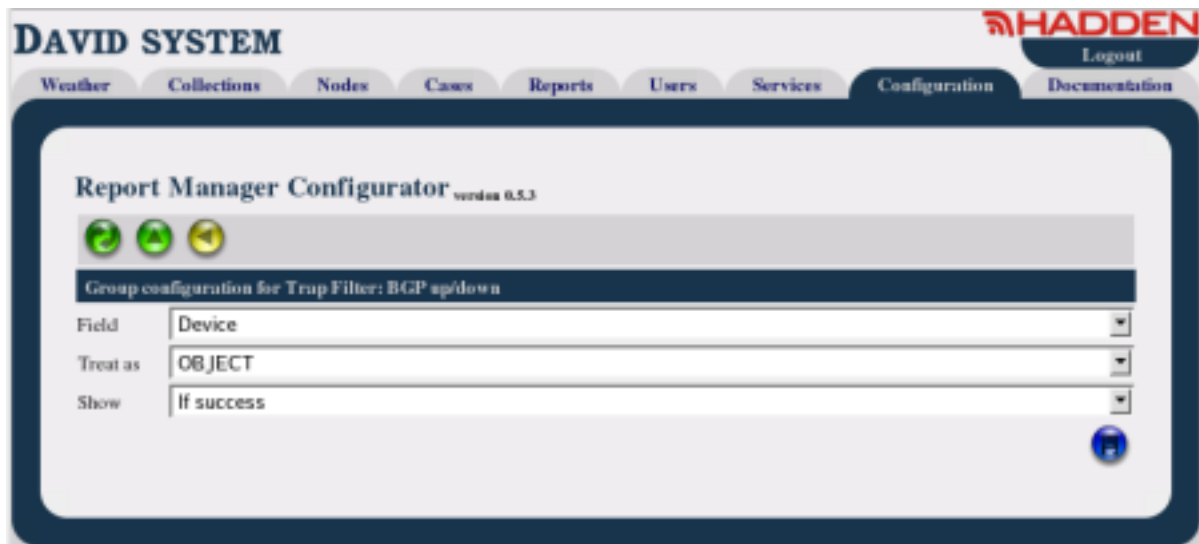 DAVID SYSTEM
HADDEN
Logout
Weather Collections Nodes Cases Reports Users Services Configuration Documentation
Report Manager Configurator version 0.5.3
Group configuration for Trap Filter: BGP up/down
Field Device
Treat as OBJECT
Show If success